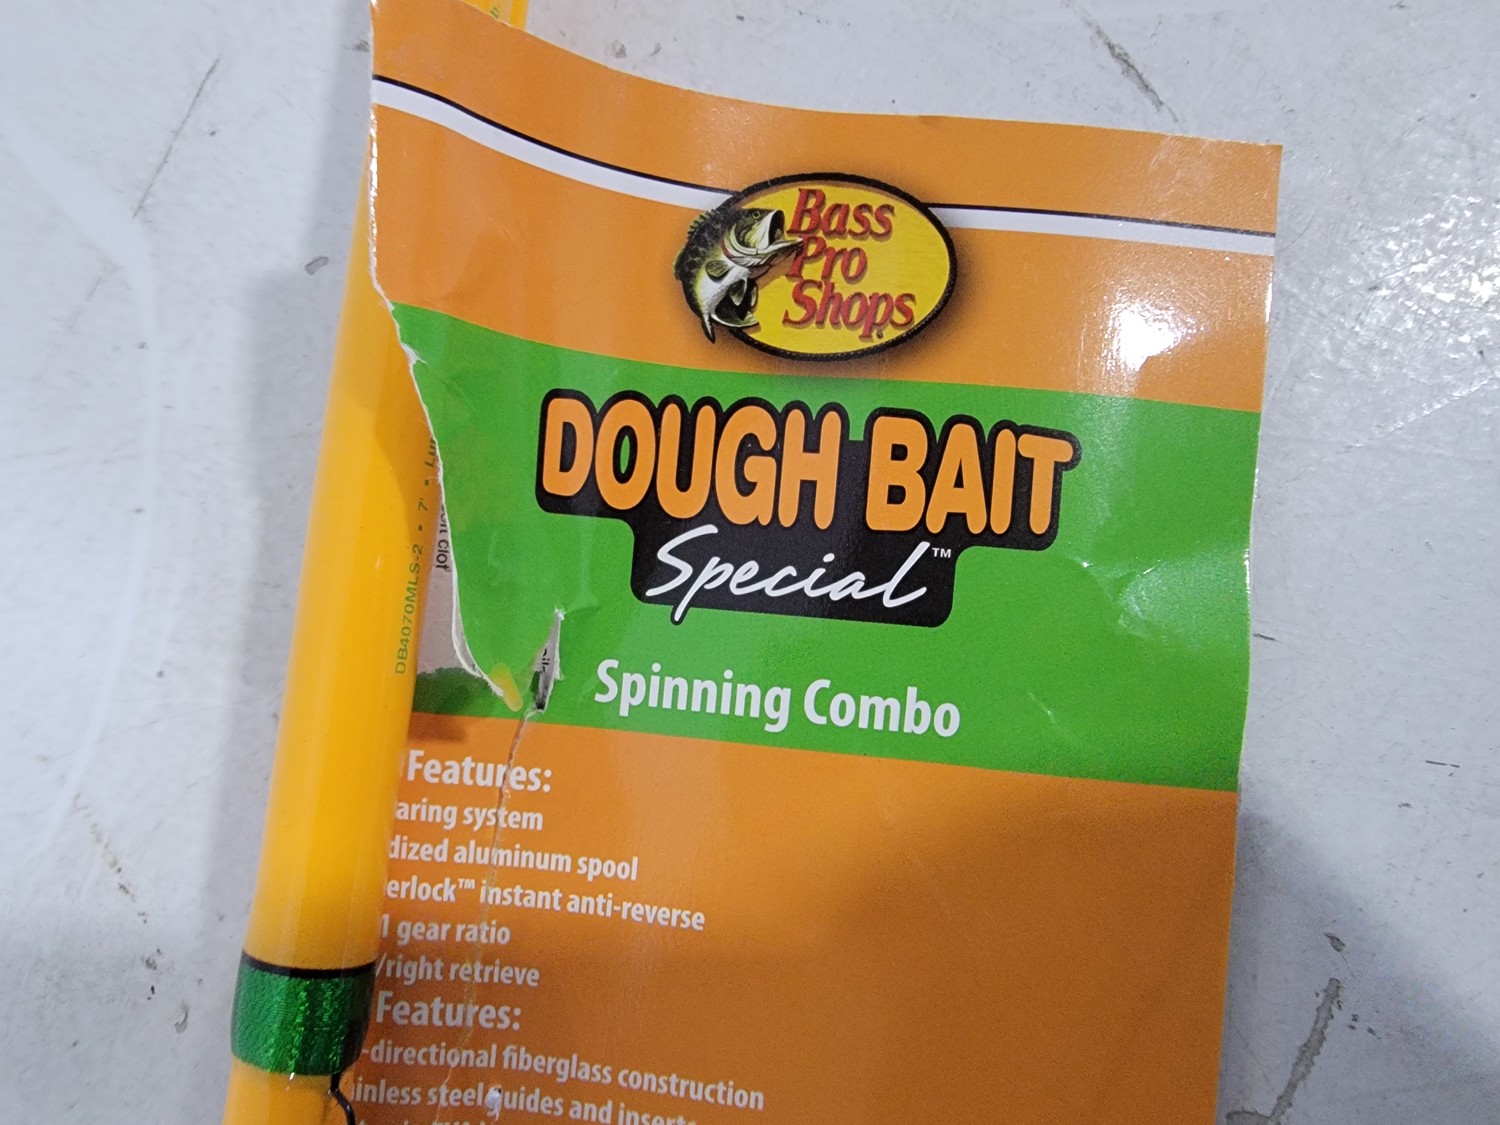 Bass
Pro
Shops
DOUGH BAIT
Special™
Spinning Combo
DB4070MLS-2 • 7' •
Features:
aring system
dized aluminum spool
erlock™ instant anti-reverse
1 gear ratio
/right retrieve
Features:
-directional fiberglass construction
inless steel guides and inserts